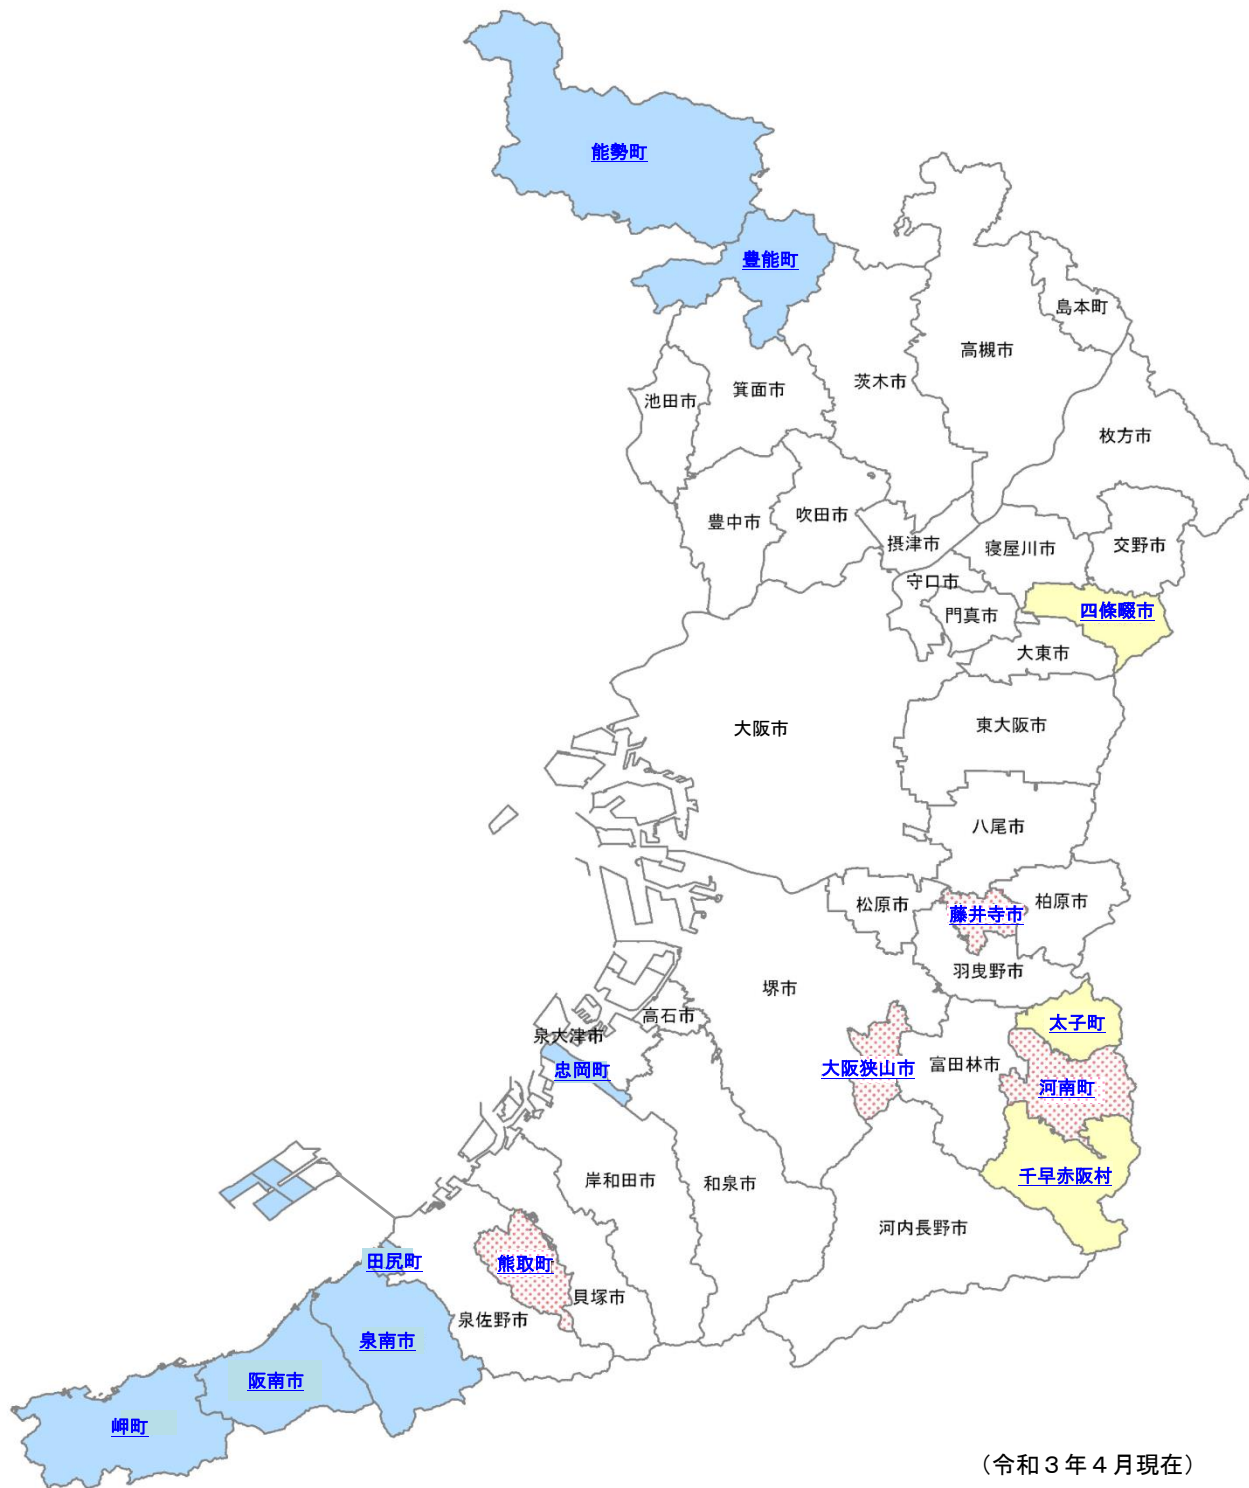 能勢町
豊能町
島本町
高槻市
茨木市
箕面市
池田市
枚方市
豊中市
吹田市
摂津市
寝屋川市
交野市
守口市
門真市
四條畷市
大東市
大阪市
東大阪市
八尾市
松原市
藤井寺市
柏原市
羽曳野市
堺市
高石市
泉大津市
太子町
忠岡町
大阪狭山市
富田林市
河南町
岸和田市
和泉市
千早赤阪村
河内長野市
田尻町
熊取町
貝塚市
泉佐野市
泉南市
阪南市
岬町
（令和３年４月現在）